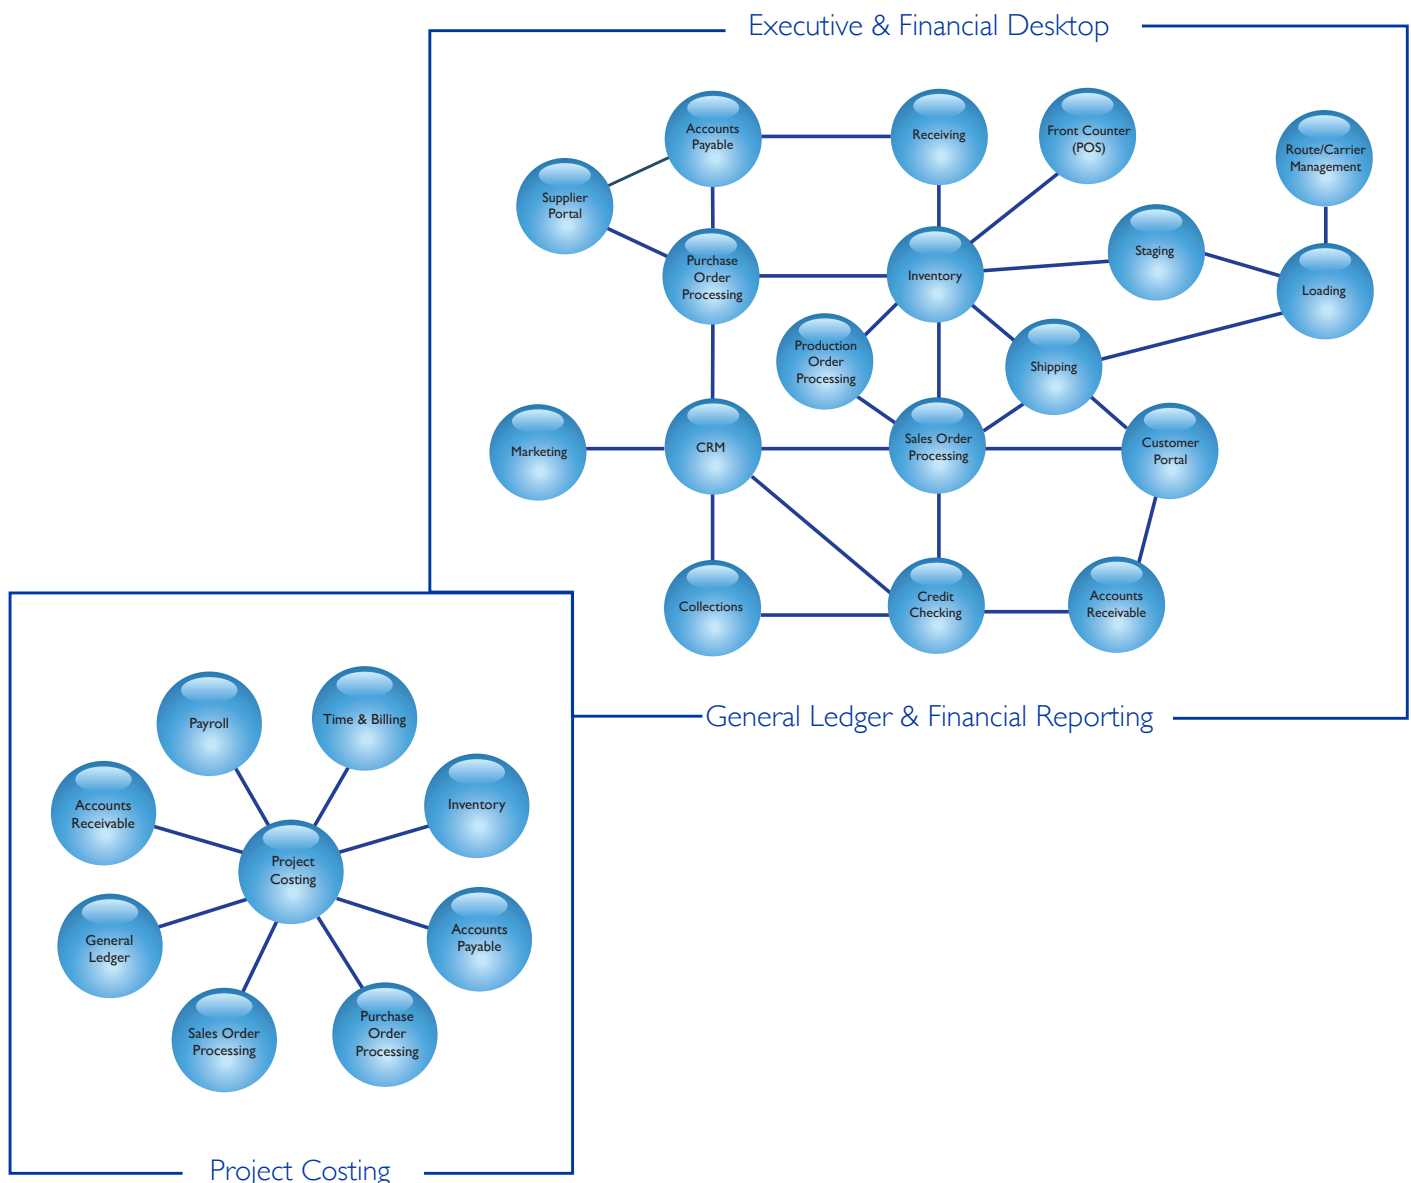 Executive & Financial Desktop
Accounts
Payable
Receiving
Front Counter
(POS)
Route/Carrier
Management
Supplier
Portal
Purchase
Order
Processing
Inventory
Staging
Loading
Production
Order
Processing
Shipping
Marketing
CRM
Sales Order
Processing
Customer
Portal
Collections
Credit
Checking
Accounts
Receivable
General Ledger & Financial Reporting
Payroll
Time & Billing
Accounts
Receivable
Inventory
Project
Costing
General
Ledger
Accounts
Payable
Sales Order
Processing
Purchase
Order
Processing
Project Costing